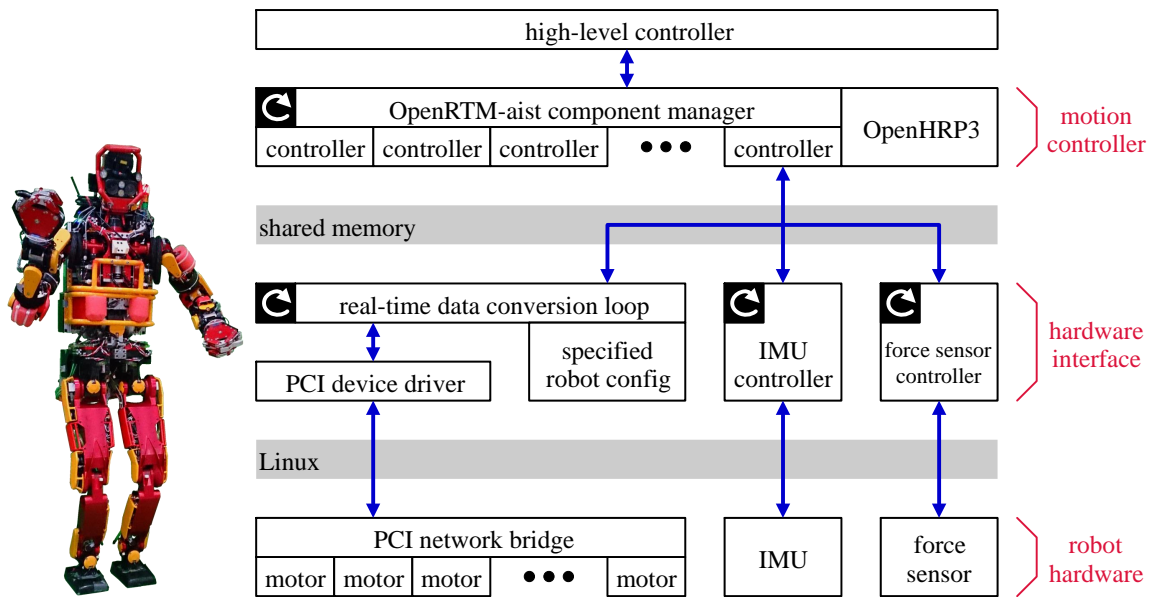 high-level controller
OpenRTM-aist component manager
OpenHRP3
controller controller controller ••• controller
motion
controller
shared memory
real-time data conversion loop
specified
robot config
PCI device driver
IMU
controller
force sensor
controller
hardware
interface
Linux
PCI network bridge
motor motor motor ••• motor
IMU
force
sensor
robot
hardware